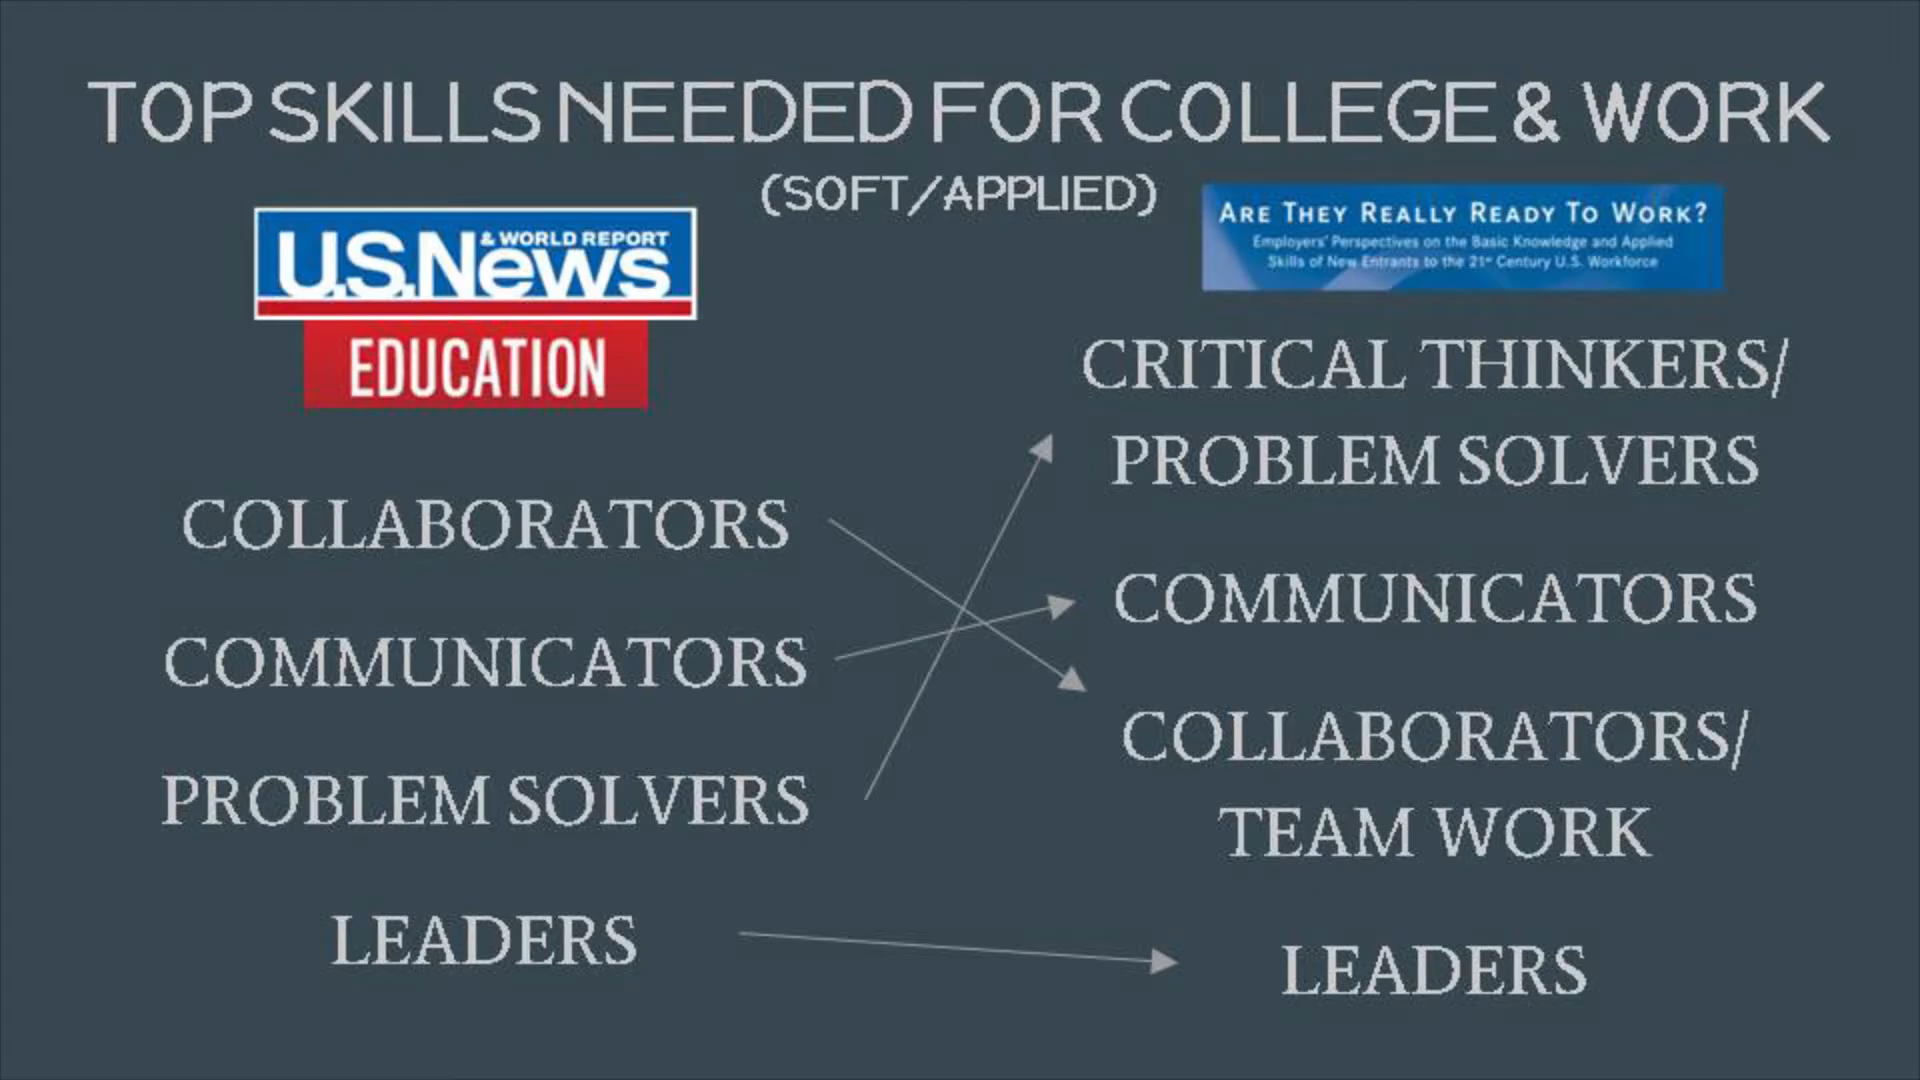 TOP SKILLS NEEDED FOR COLLEGE & WORK
(SOFT/APPLIED)
U.S.News & WORLD REPORT
EDUCATION
COLLABORATORS
COMMUNICATORS
PROBLEM SOLVERS
LEADERS
ARE THEY REALLY READY TO WORK?
Employers' Perspectives on the Basic Knowledge and Applied
Skills of New Entrants to the 21st Century U.S. Workforce
CRITICAL THINKERS/
PROBLEM SOLVERS
COMMUNICATORS
COLLABORATORS/
TEAM WORK
LEADERS